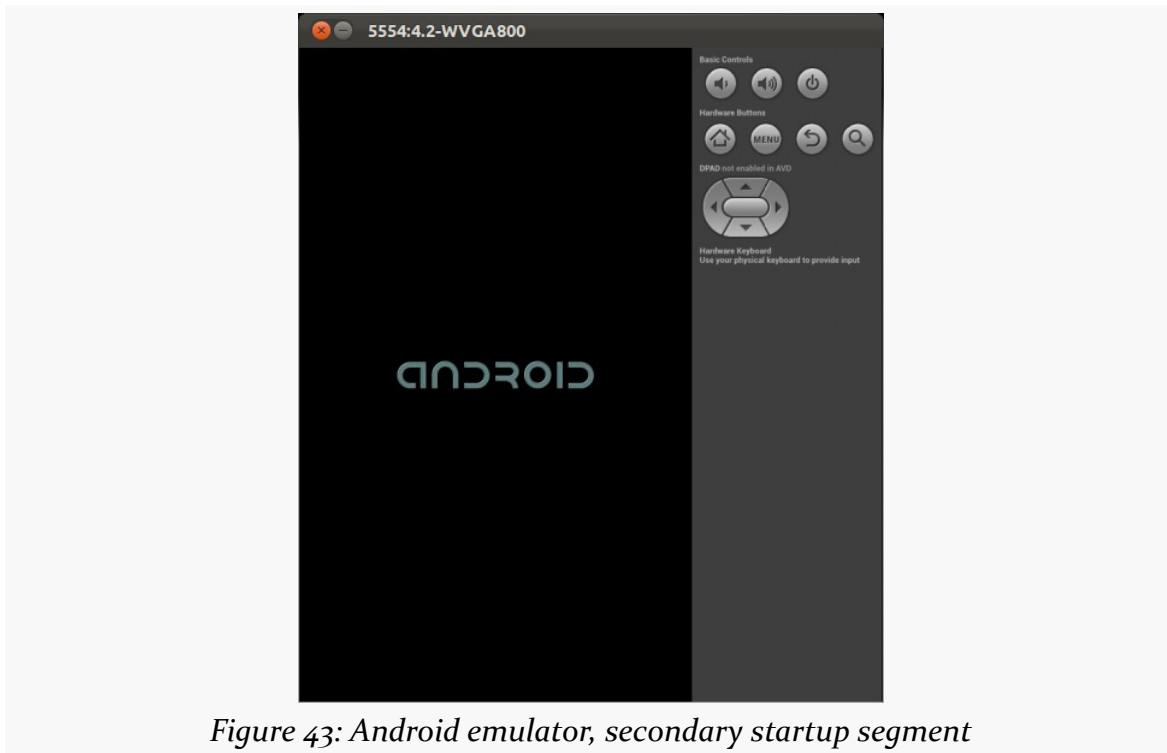 5554:4.2-WVGA800
Basic Controls
Hardware Buttons
MENU
DPAD not enabled in AVD
Hardware Keyboard
Use your physical keyboard to provide input
ANDROID
Figure 43: Android emulator, secondary startup segment